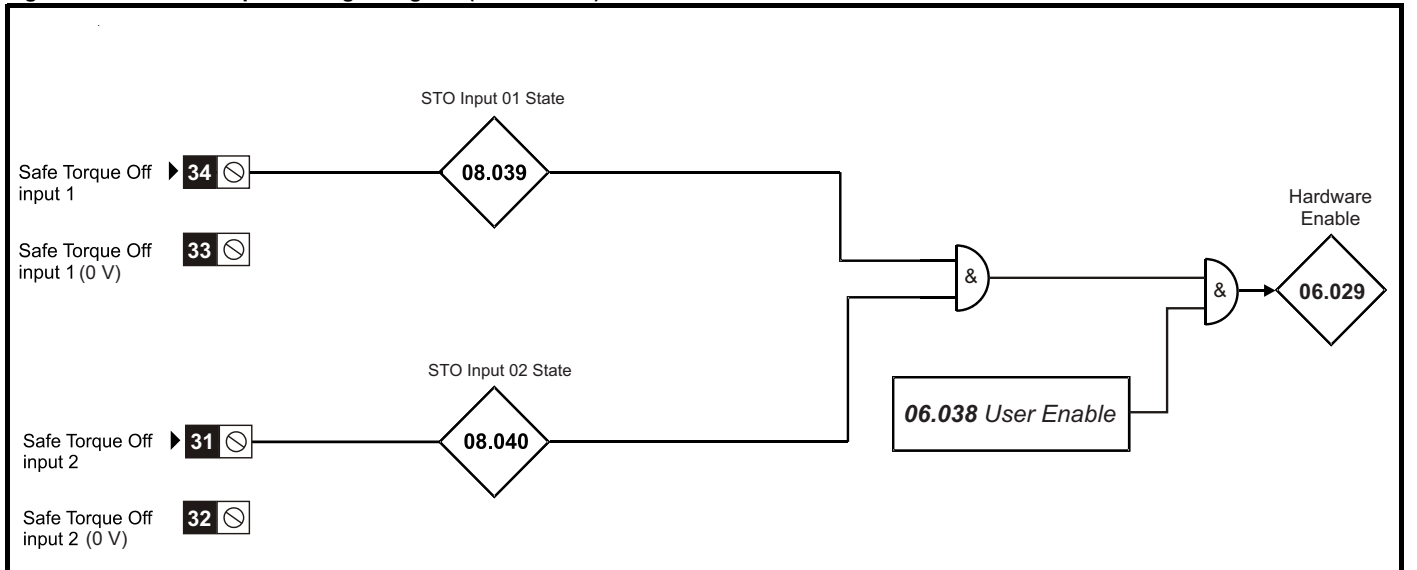 STO Input 01 State
Safe Torque Off
input 1
34
08.039
Hardware
Enable
Safe Torque Off
input 1 (0 V)
33
&
&
06.029
STO Input 02 State
06.038 User Enable
Safe Torque Off
input 2
31
08.040
Safe Torque Off
input 2 (0 V)
32